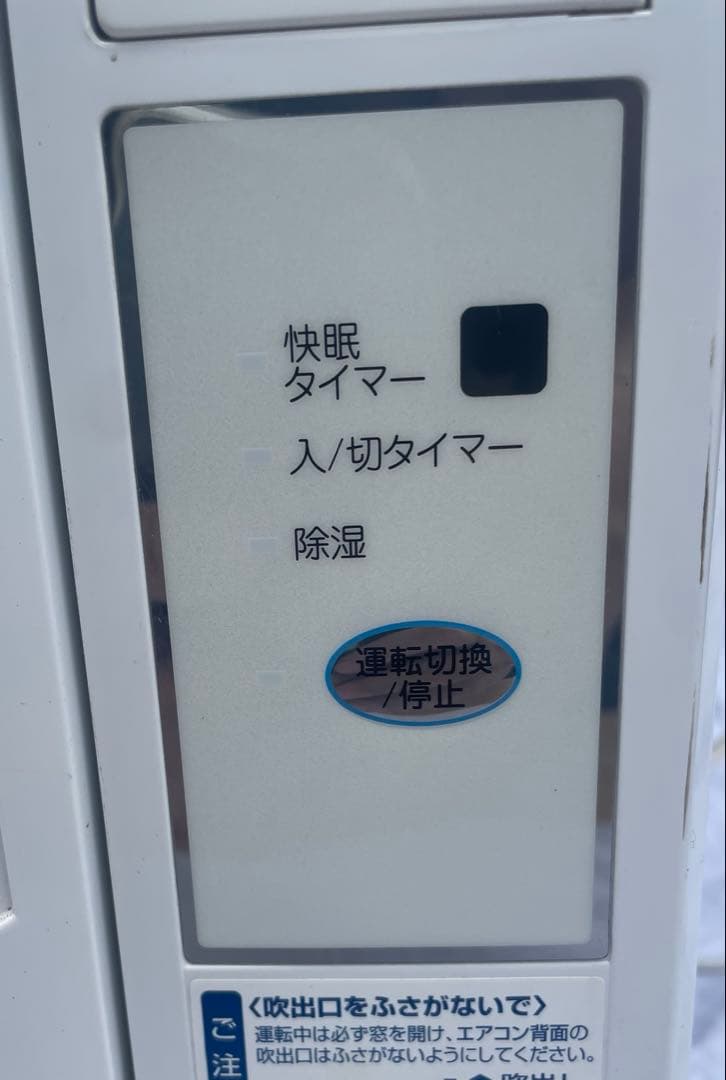 快眠
タイマー
入/切タイマー
除湿
運転切換
/停止
ご注
〈吹出口をふさがないで〉
運転中は必ず窓を開け、エアコン背面の
吹出口はふさがないようにしてください。